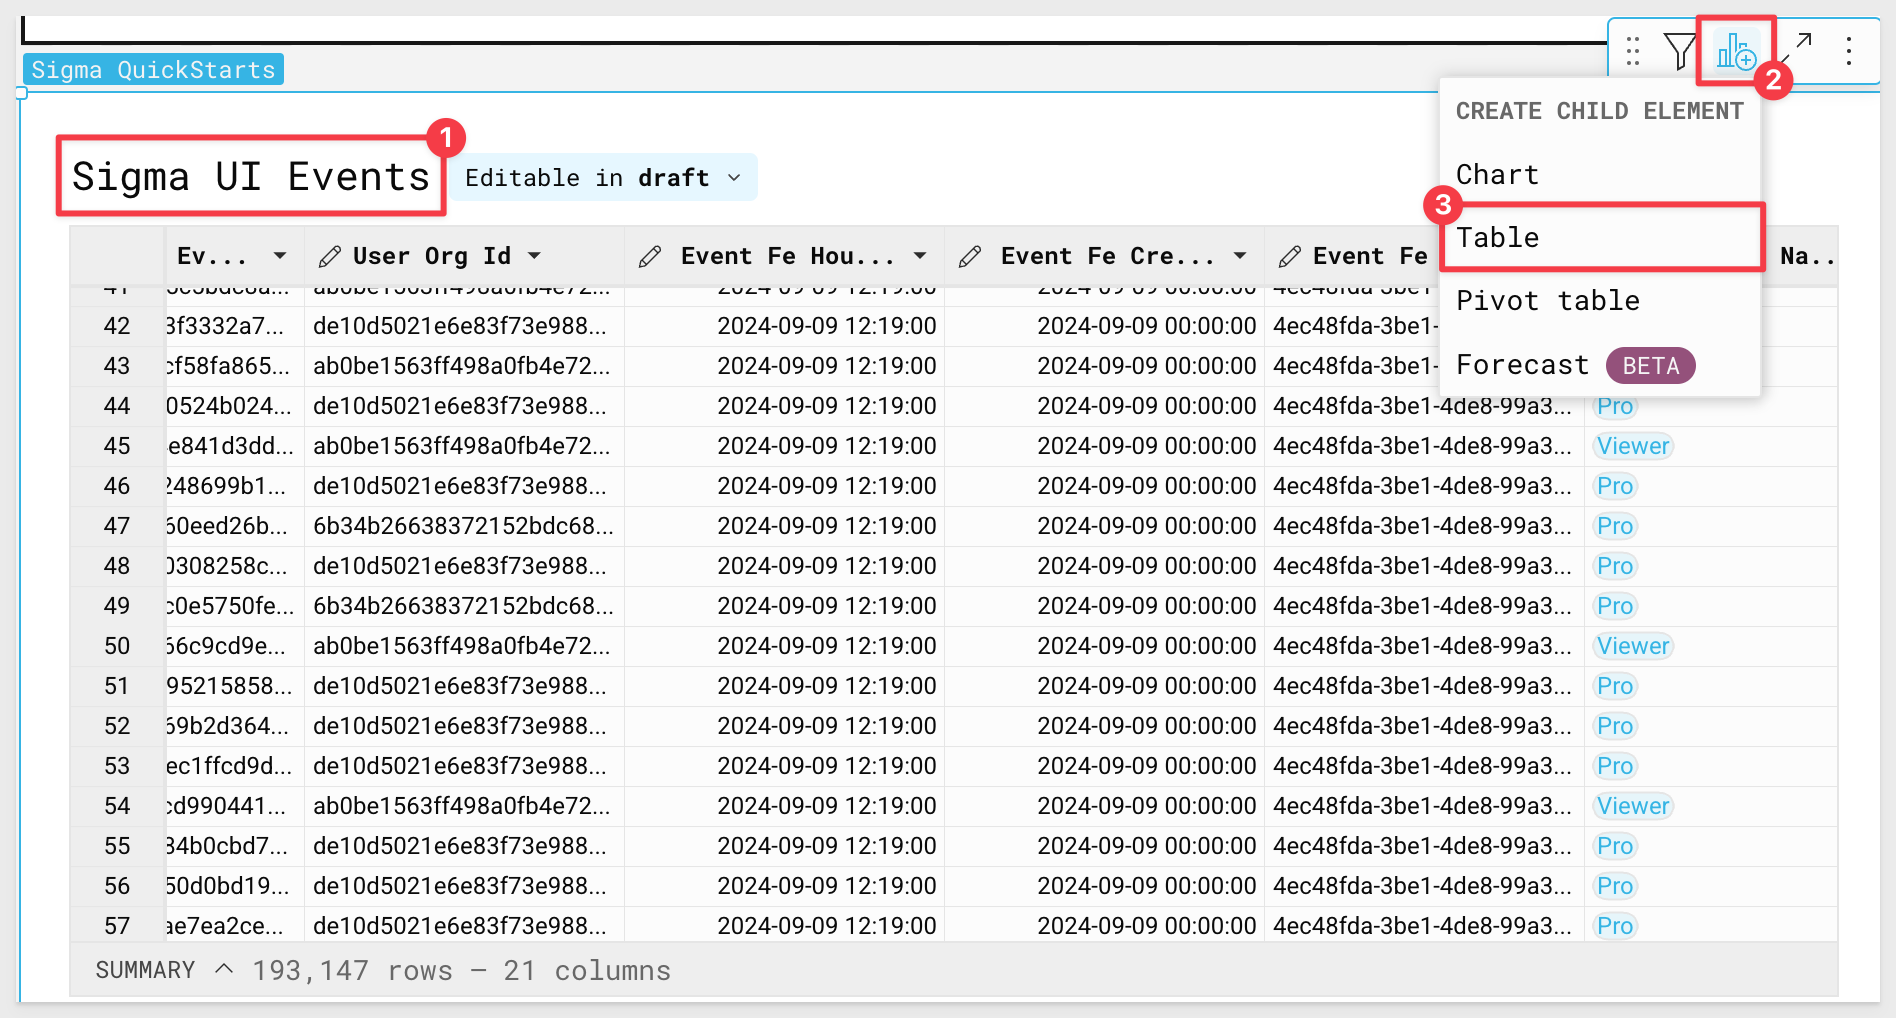 Sigma QuickStarts
2
CREATE CHILD ELEMENT
Chart
3
Table
Pivot table
Forecast BETA
1
Sigma UI Events
Editable in draft
Ev... User Org Id Event Fe Hou... Event Fe Cre... Event Fe Na..
42 3f3332a7... de10d5021e6e83f73e988... 2024-09-09 12:19:00 2024-09-09 00:00:00 4ec48fda-3be1-
43 cf58fa865... ab0be1563ff498a0fb4e72... 2024-09-09 12:19:00 2024-09-09 00:00:00 4ec48fda-3be1-
44 0524b024... de10d5021e6e83f73e988... 2024-09-09 12:19:00 2024-09-09 00:00:00 4ec48fda-3be1-4de8-99a3... Pro
45 e841d3dd... ab0be1563ff498a0fb4e72... 2024-09-09 12:19:00 2024-09-09 00:00:00 4ec48fda-3be1-4de8-99a3... Viewer
46 248699b1... de10d5021e6e83f73e988... 2024-09-09 12:19:00 2024-09-09 00:00:00 4ec48fda-3be1-4de8-99a3... Pro
47 60eed26b... 6b34b26638372152bdc68... 2024-09-09 12:19:00 2024-09-09 00:00:00 4ec48fda-3be1-4de8-99a3... Pro
48 0308258c... de10d5021e6e83f73e988... 2024-09-09 12:19:00 2024-09-09 00:00:00 4ec48fda-3be1-4de8-99a3... Pro
49 c0e5750fe... 6b34b26638372152bdc68... 2024-09-09 12:19:00 2024-09-09 00:00:00 4ec48fda-3be1-4de8-99a3... Pro
50 66c9cd9e... ab0be1563ff498a0fb4e72... 2024-09-09 12:19:00 2024-09-09 00:00:00 4ec48fda-3be1-4de8-99a3... Viewer
51 95215858... de10d5021e6e83f73e988... 2024-09-09 12:19:00 2024-09-09 00:00:00 4ec48fda-3be1-4de8-99a3... Pro
52 69b2d364... de10d5021e6e83f73e988... 2024-09-09 12:19:00 2024-09-09 00:00:00 4ec48fda-3be1-4de8-99a3... Pro
53 ec1ffcd9d... de10d5021e6e83f73e988... 2024-09-09 12:19:00 2024-09-09 00:00:00 4ec48fda-3be1-4de8-99a3... Pro
54 cd990441... ab0be1563ff498a0fb4e72... 2024-09-09 12:19:00 2024-09-09 00:00:00 4ec48fda-3be1-4de8-99a3... Viewer
55 84b0cbd7... de10d5021e6e83f73e988... 2024-09-09 12:19:00 2024-09-09 00:00:00 4ec48fda-3be1-4de8-99a3... Pro
56 50d0bd19... de10d5021e6e83f73e988... 2024-09-09 12:19:00 2024-09-09 00:00:00 4ec48fda-3be1-4de8-99a3... Pro
57 ae7ea2ce... de10d5021e6e83f73e988... 2024-09-09 12:19:00 2024-09-09 00:00:00 4ec48fda-3be1-4de8-99a3... Pro
SUMMARY 193,147 rows – 21 columns